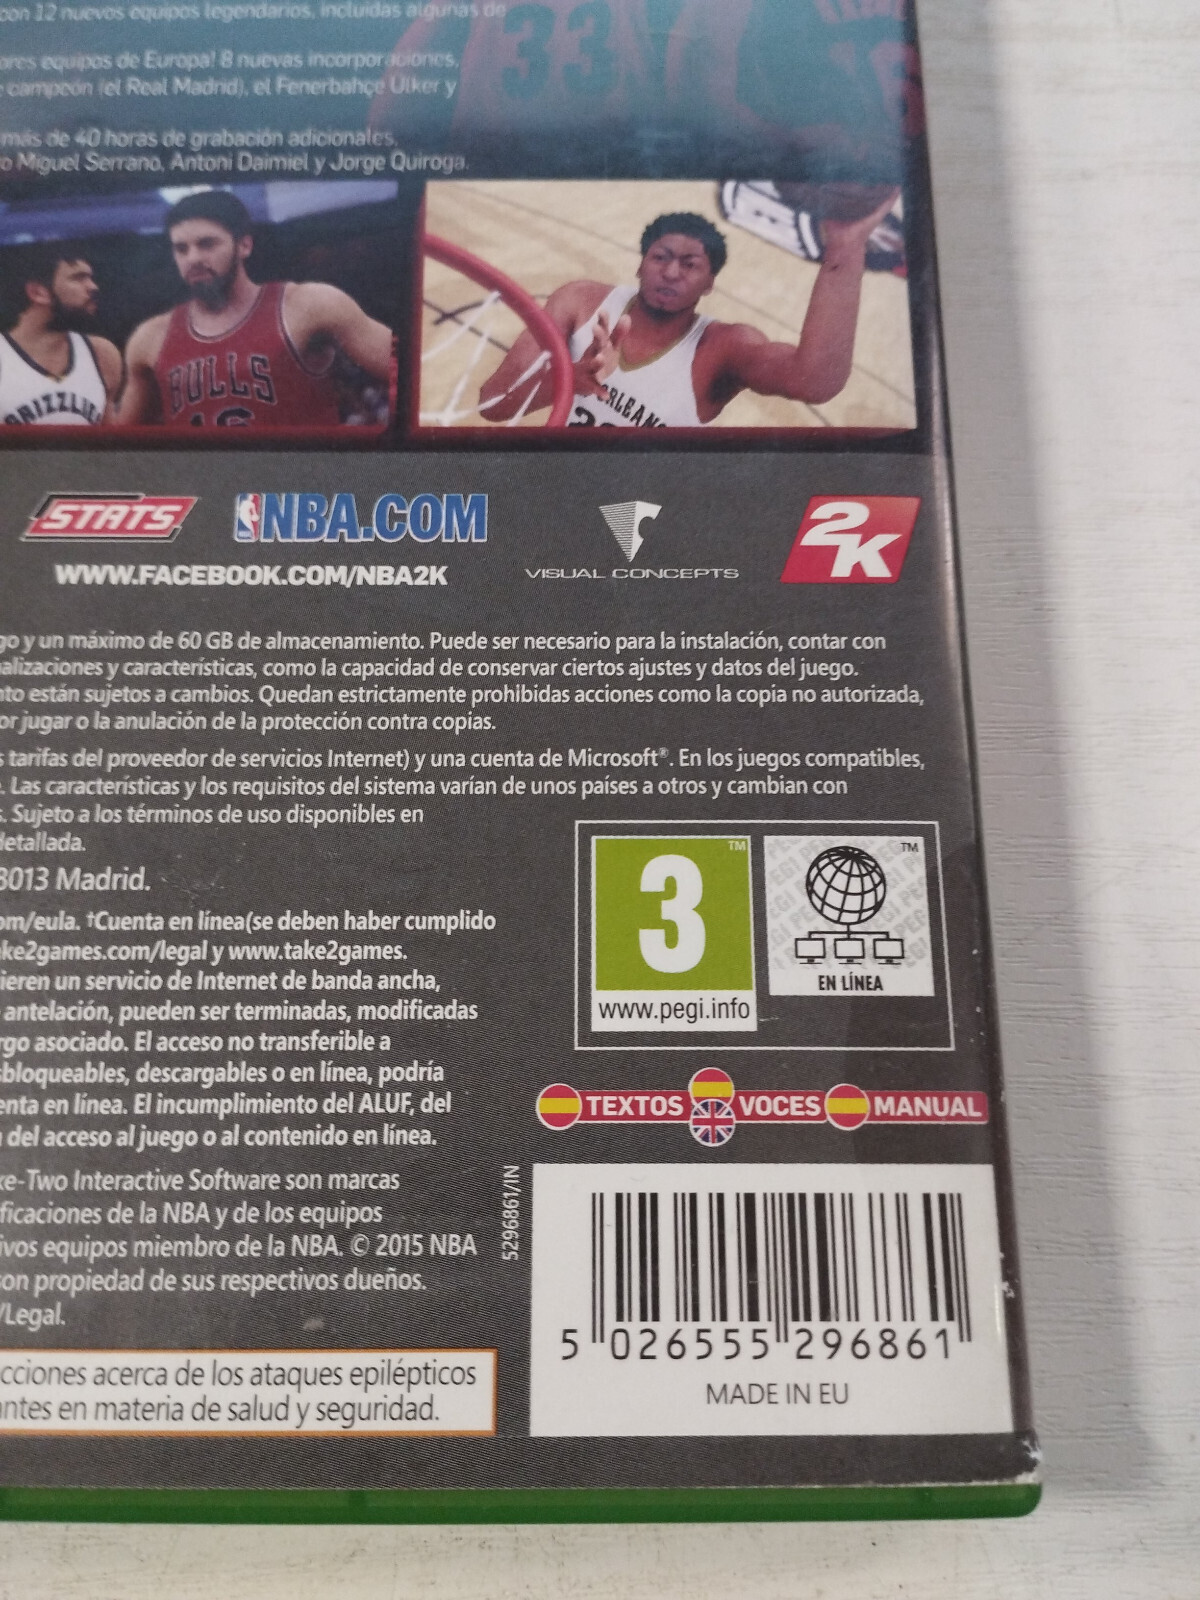 con 12 nuevos equipos legendarios, incluidas algunas de
ores equipos de Europa! 8 nuevas incorporaciones,
campeón (el Real Madrid), el Fenerbahçe Ülker y
más de 40 horas de grabación adicionales,
o Miguel Serrano, Antoni Daimiel y Jorge Quiroga.
33
GRIZZLIES
BULLS
16
ORLEANS
STATS
NBA.COM
WWW.FACEBOOK.COM/NBA2K
VISUAL CONCEPTS
2K
go y un máximo de 60 GB de almacenamiento. Puede ser necesario para la instalación, contar con
alizaciones y características, como la capacidad de conservar ciertos ajustes y datos del juego.
nto están sujetos a cambios. Quedan estrictamente prohibidas acciones como la copia no autorizada,
or jugar o la anulación de la protección contra copias.
s tarifas del proveedor de servicios Internet) y una cuenta de Microsoft®. En los juegos compatibles,
. Las características y los requisitos del sistema varían de unos países a otros y cambian con
s. Sujeto a los términos de uso disponibles en
detallada.
8013 Madrid.
om/eula. †Cuenta en línea(se deben haber cumplido
ake2games.com/legal y www.take2games.
uieren un servicio de Internet de banda ancha,
antelación, pueden ser terminadas, modificadas
rgo asociado. El acceso no transferible a
sbloqueables, descargables o en línea, podría
enta en línea. El incumplimiento del ALUF, del
del acceso al juego o al contenido en línea.
ke-Two Interactive Software son marcas
ificaciones de la NBA y de los equipos
ivos equipos miembro de la NBA. © 2015 NBA
on propiedad de sus respectivos dueños.
/Legal.
cciones acerca de los ataques epilépticos
antes en materia de salud y seguridad.
3
TM
www.pegi.info
TM
EN LÍNEA
TEXTOS VOCES MANUAL
5296861/IN
5 026555 296861
MADE IN EU